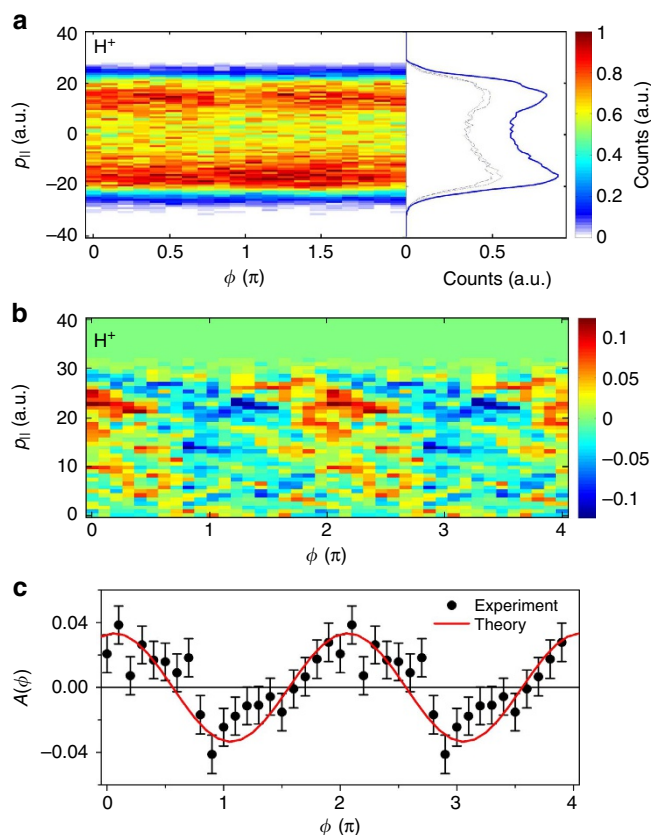 a
H⁺
p|| (a.u.)
40
20
0
−20
−40
0
0.5
1
1.5
ϕ (π)
0
0.5
Counts (a.u.)
1
0.8
0.6
0.4
0.2
0
Counts (a.u.)
b
H⁺
p|| (a.u.)
40
30
20
10
0
0
1
2
3
4
ϕ (π)
0.1
0.05
0
−0.05
−0.1
c
A(ϕ)
0.04
0.00
−0.04
Experiment
Theory
0
1
2
3
4
ϕ (π)